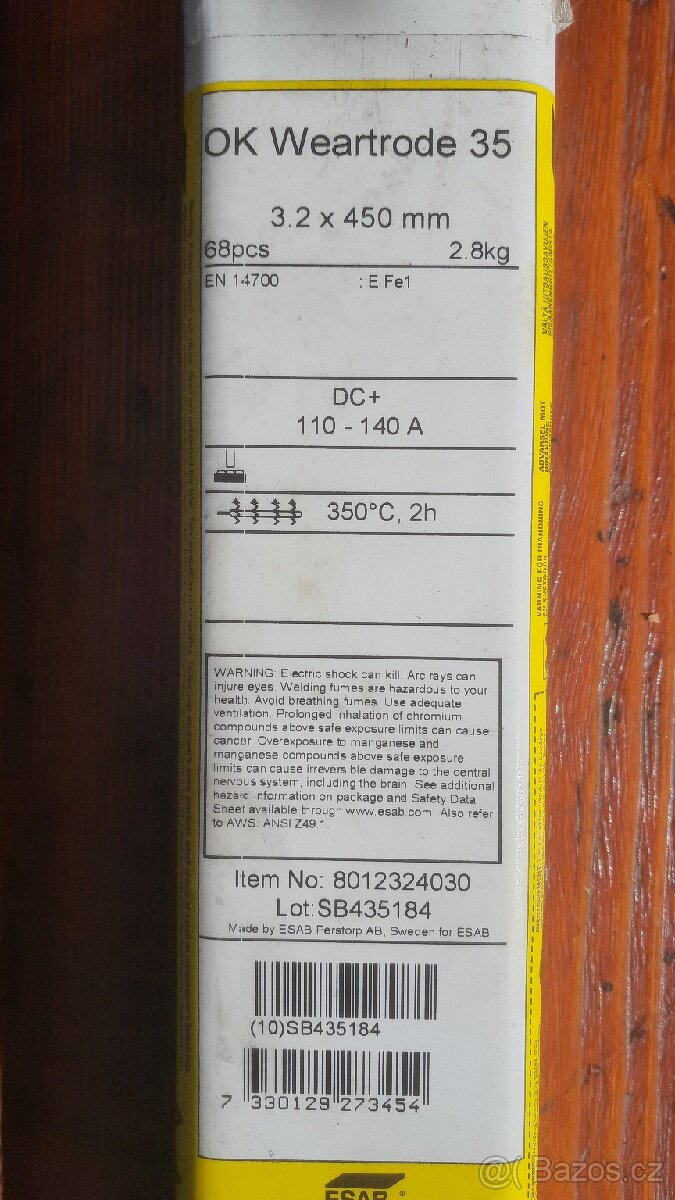 OK Weartrode 35
3.2 x 450 mm
68pcs 2.8kg
EN 14700 : E Fe1
DC+
110 - 140 A
350°C, 2h
WARNING: Electric shock can kill. Arc rays can
injure eyes. Welding fumes are hazardous to your
health. Avoid breathing fumes. Use adequate
ventilation. Prolonged inhalation of chromium
compounds above safe exposure limits can cause
cancer. Overexposure to manganese and
manganese compounds above safe exposure
limits can cause irreversible damage to the central
nervous system, including the brain. See additional
hazard information on package and Safety Data
Sheet available through www.esab.com. Also refer
to AWS: ANSI Z49.1.
Item No: 8012324030
Lot:SB435184
Made by ESAB Perstorp AB, Sweden for ESAB
(10)SB435184
7 330129 273454
ESAB
VARNING FÖR INANDNING
ADVARSEL MOT
@ Bazos.cz